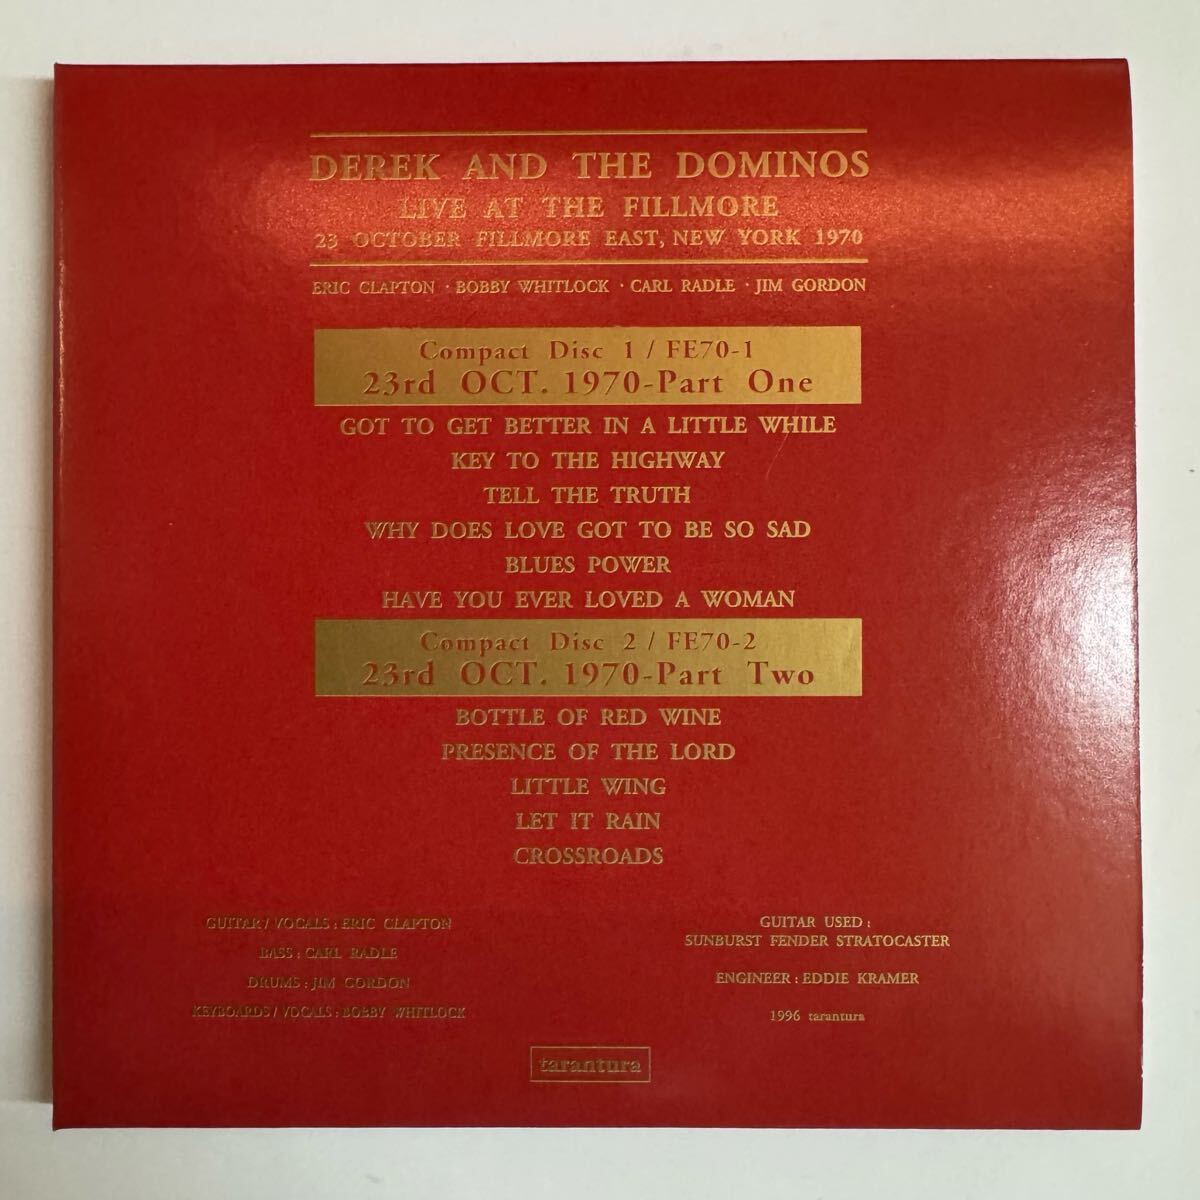 DEREK AND THE DOMINOS
LIVE AT THE FILLMORE
23 OCTOBER FILLMORE EAST, NEW YORK 1970
ERIC CLAPTON · BOBBY WHITLOCK · CARL RADLE · JIM GORDON
Compact Disc 1 / FE70-1
23rd OCT. 1970-Part One
GOT TO GET BETTER IN A LITTLE WHILE
KEY TO THE HIGHWAY
TELL THE TRUTH
WHY DOES LOVE GOT TO BE SO SAD
BLUES POWER
HAVE YOU EVER LOVED A WOMAN
Compact Disc 2 / FE70-2
23rd OCT. 1970-Part Two
BOTTLE OF RED WINE
PRESENCE OF THE LORD
LITTLE WING
LET IT RAIN
CROSSROADS
GUITAR / VOCALS : ERIC CLAPTON
BASS : CARL RADLE
DRUMS : JIM GORDON
KEYBOARDS / VOCALS : BOBBY WHITLOCK
GUITAR USED :
SUNBURST FENDER STRATOCASTER
ENGINEER : EDDIE KRAMER
1996 tarantura
tarantura